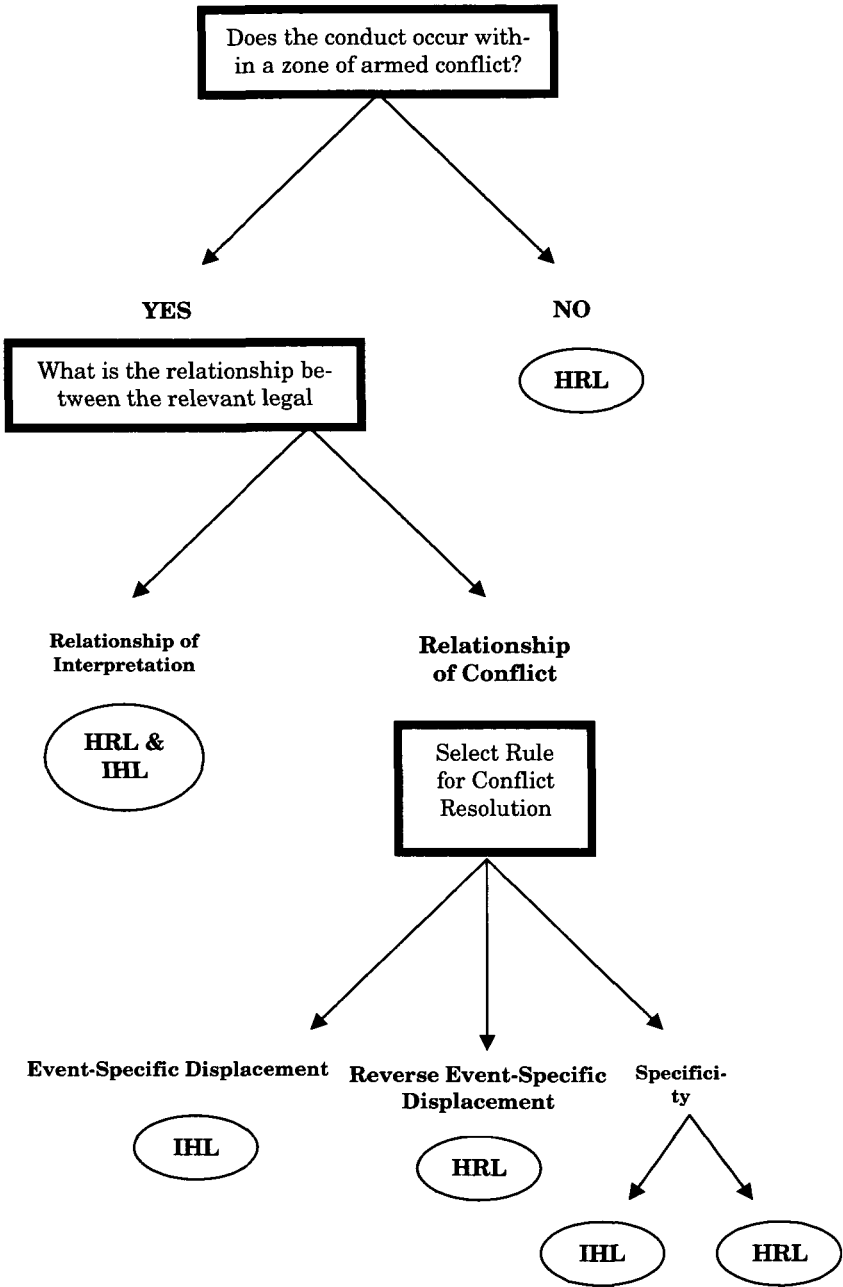 Does the conduct occur with-
in a zone of armed conflict?
YES
NO
What is the relationship be-
tween the relevant legal
HRL
Relationship of
Interpretation
Relationship
of Conflict
HRL &
IHL
Select Rule
for Conflict
Resolution
Event-Specific Displacement
Reverse Event-Specific
Displacement
Specifici-
ty
IHL
HRL
IHL
HRL